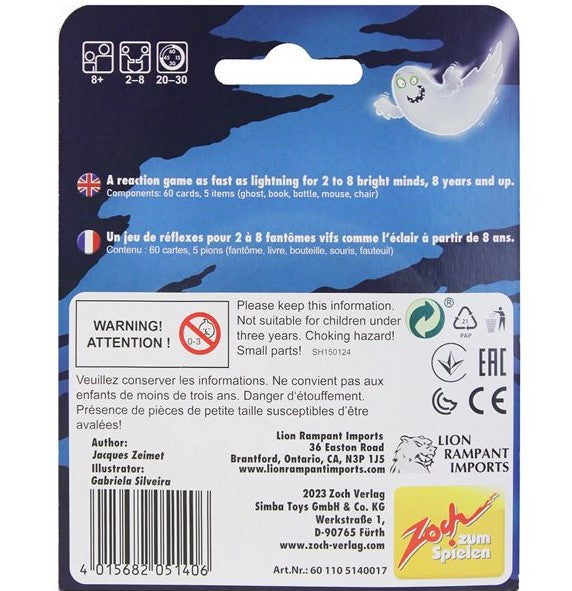 8+ 2–8 20–30
60
45 15
30
A reaction game as fast as lightning for 2 to 8 bright minds, 8 years and up.
Components: 60 cards, 5 items (ghost, book, bottle, mouse, chair)
Un jeu de réflexes pour 2 à 8 fantômes vifs comme l'éclair à partir de 8 ans.
Contenu : 60 cartes, 5 pions (fantôme, livre, bouteille, souris, fauteuil)
WARNING!
ATTENTION !
0-3
Please keep this information.
Not suitable for children under
three years. Choking hazard!
Small parts! SH150124
®
21
PAP
EAC
CE
Veuillez conserver les informations. Ne convient pas aux
enfants de moins de trois ans. Danger d'étouffement.
Présence de pièces de petite taille susceptibles d'être
avalées!
Author:
Jacques Zeimet
Illustrator:
Gabriela Silveira
Lion Rampant Imports
36 Easton Road
Brantford, Ontario, CA, N3P 1J5
www.lionrampantimports.com
LION
RAMPANT
IMPORTS
2023 Zoch Verlag
Simba Toys GmbH & Co. KG
Werkstraße 1,
D-90765 Fürth
www.zoch-verlag.com
Art.Nr.: 60 110 5140017
Zoch
zum
Spielen
4 015682 051406